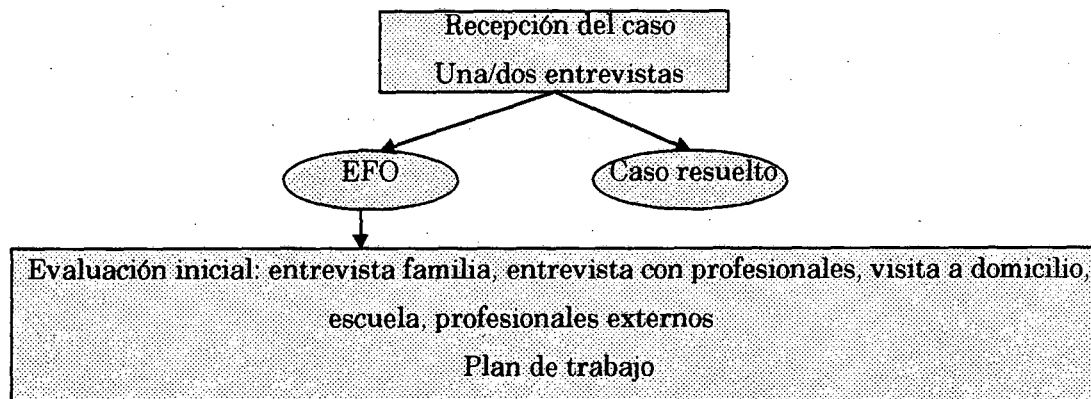 Recepción del caso
Una/dos entrevistas
EFO
Caso resuelto
Evaluación inicial: entrevista familia, entrevista con profesionales, visita a domicilio,
escuela, profesionales externos
Plan de trabajo